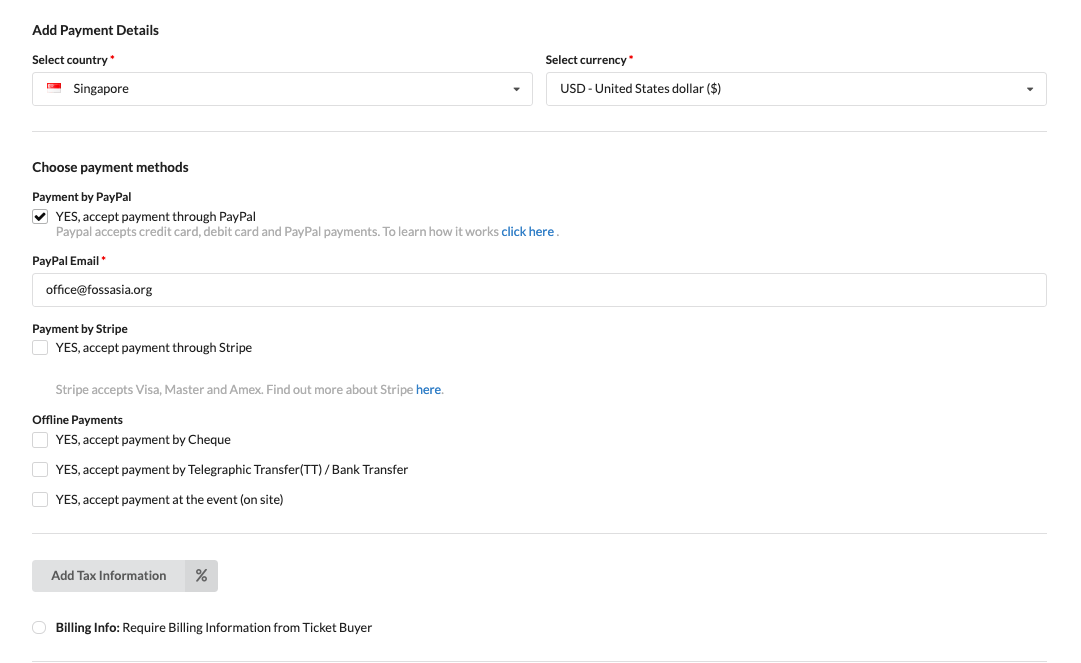 Add Payment Details
Select country *
Select currency *
Singapore
USD - United States dollar ($)
Choose payment methods
Payment by PayPal
YES, accept payment through PayPal
Paypal accepts credit card, debit card and PayPal payments. To learn how it works click here .
PayPal Email *
office@fossasia.org
Payment by Stripe
YES, accept payment through Stripe
Stripe accepts Visa, Master and Amex. Find out more about Stripe here.
Offline Payments
YES, accept payment by Cheque
YES, accept payment by Telegraphic Transfer(TT) / Bank Transfer
YES, accept payment at the event (on site)
Add Tax Information %
Billing Info: Require Billing Information from Ticket Buyer